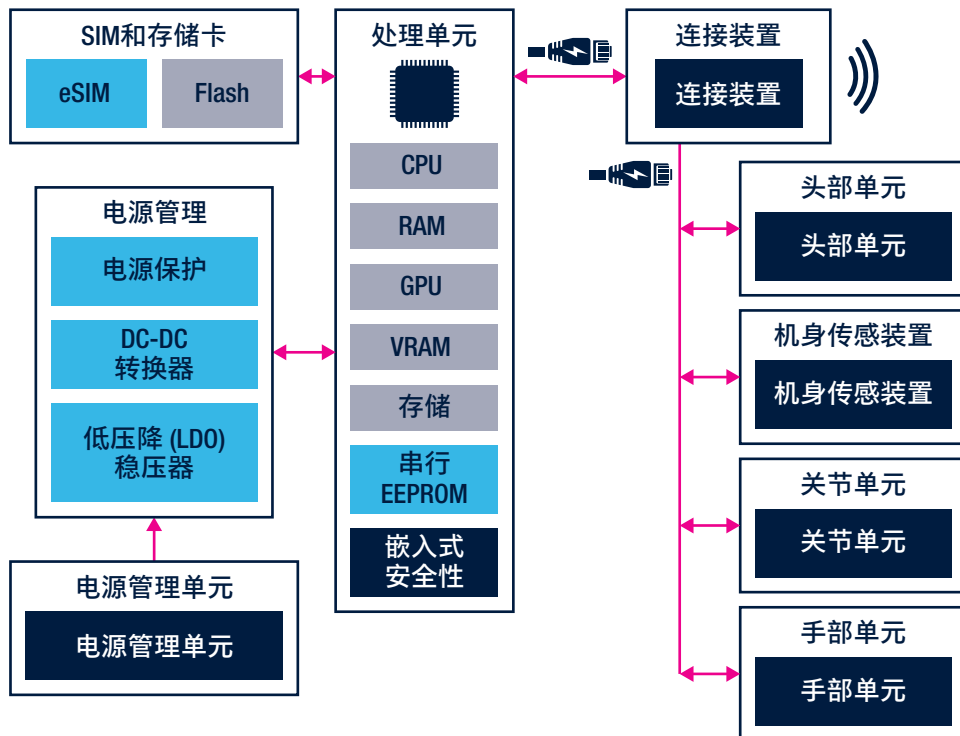 SIM和存储卡
eSIM
Flash
电源管理
电源保护
DC-DC
转换器
低压降 (LDO)
稳压器
电源管理单元
电源管理单元
处理单元
CPU
RAM
GPU
VRAM
存储
串行
EEPROM
嵌入式
安全性
连接装置
连接装置
头部单元
头部单元
机身传感装置
机身传感装置
关节单元
关节单元
手部单元
手部单元